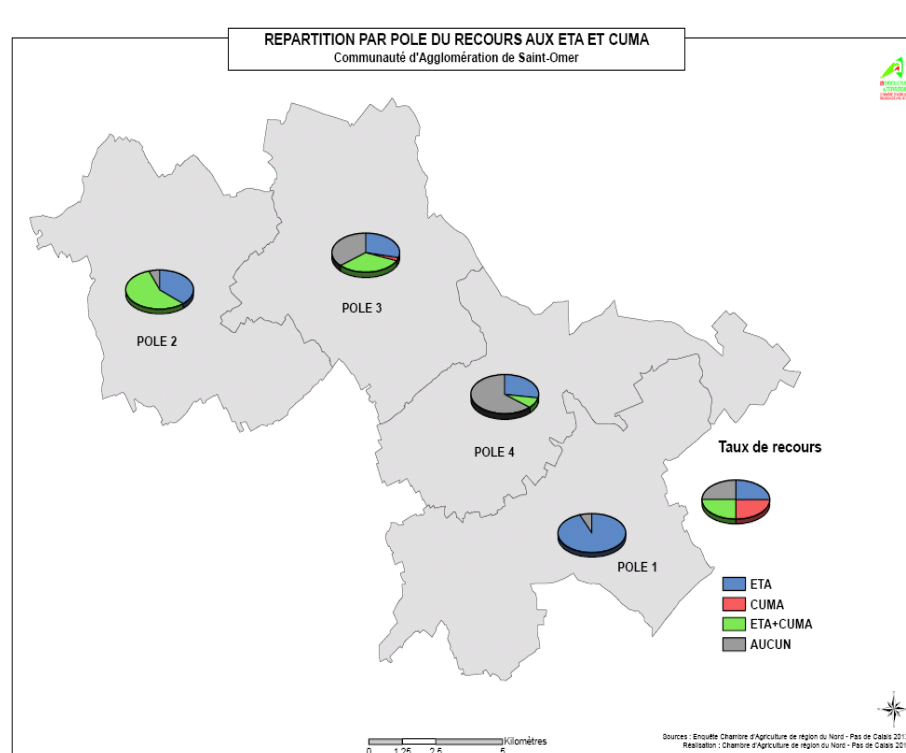 REPARTITION PAR POLE DU RECOURS AUX ETA ET CUMA
Communauté d'Agglomération de Saint-Omer
POLE 3
POLE 2
POLE 4
Taux de recours
POLE 1
ETA
CUMA
ETA+CUMA
AUCUN
Kilomètres
0 1,25 2,5 5
Sources : Enquête Chambre d'Agriculture de région du Nord - Pas de Calais
Réalisation : Chambre d'Agriculture de région du Nord - Pas de Calais